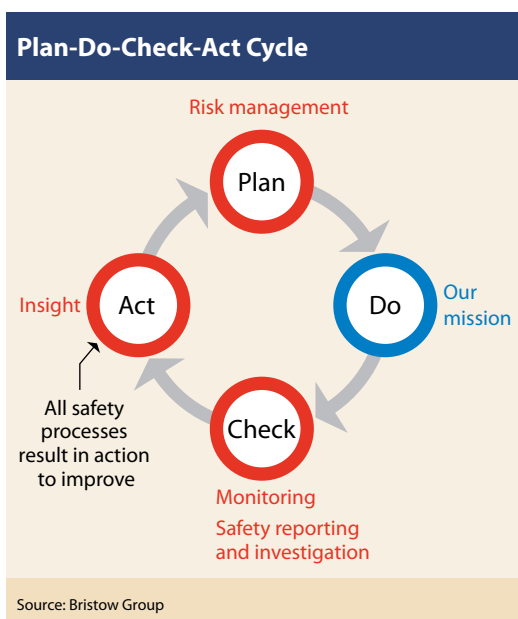 Plan-Do-Check-Act Cycle
Risk management
Plan
Insight
Act
Do
Our
mission
All safety
processes
result in action
to improve
Check
Monitoring
Safety reporting
and investigation
Source: Bristow Group